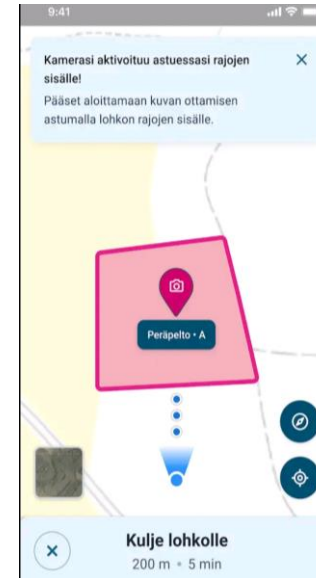 9:41
Kamerasi aktivoituu astuessasi rajojen
sisälle!
Pääset aloittamaan kuvan ottamisen
astumalla lohkon rajojen sisälle.
Peräpelto • A
Kulje lohkolle
200 m • 5 min